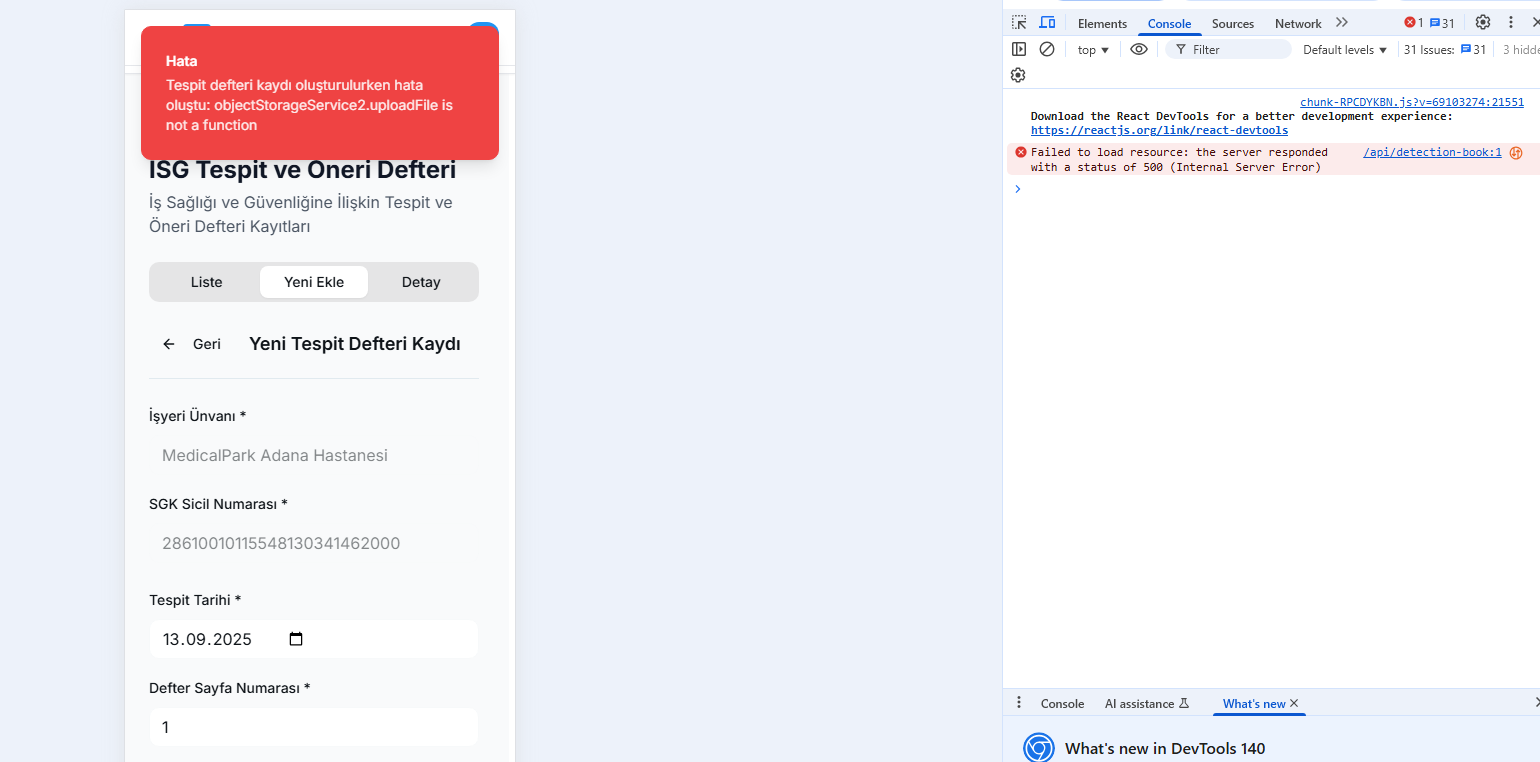 Hata
Tespit defteri kaydı oluşturulurken hata
oluştu: objectStorageService2.uploadFile is
not a function
İSG Tespit ve Öneri Defteri
İş Sağlığı ve Güvenliğine İlişkin Tespit ve
Öneri Defteri Kayıtları
Liste Yeni Ekle Detay
Geri Yeni Tespit Defteri Kaydı
İşyeri Ünvanı *
MedicalPark Adana Hastanesi
SGK Sicil Numarası *
28610010115548130341462000
Tespit Tarihi *
13.09.2025
Defter Sayfa Numarası *
1
Elements Console Sources Network 1 31
top Filter Default levels 31 Issues: 31 3
chunk-RPCDYKBN.js?v=69103274:21551
Download the React DevTools for a better development experience:
https://reactjs.org/link/react-devtools
Failed to load resource: the server responded /api/detection-book:1
with a status of 500 (Internal Server Error)
Console AI assistance What's new
What's new in DevTools 140